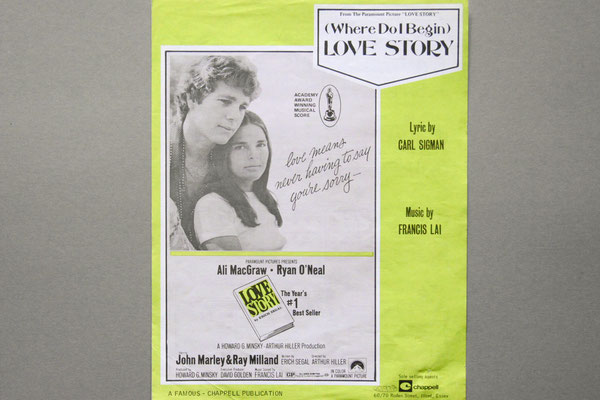 From The Paramount Picture "LOVE STORY"
(Where Do I Begin)
LOVE STORY
ACADEMY
AWARD
WINNING
MUSICAL
SCORE
Lyric by
CARL SIGMAN
love means
never having to say
you're sorry—
Music by
FRANCIS LAI
PARAMOUNT PICTURES PRESENTS
Ali MacGraw • Ryan O'Neal
LOVE
STORY
The Year's
#1
Best Seller
A HOWARD G. MINSKY-ARTHUR HILLER Production
John Marley & Ray Milland
ERICH SEGAL
ARTHUR HILLER
HOWARD G. MINSKY
DAVID GOLDEN
FRANCIS LAI
IN COLOR
A PARAMOUNT PICTURE
Sole selling agents
chappell
A FAMOUS - CHAPPELL PUBLICATION